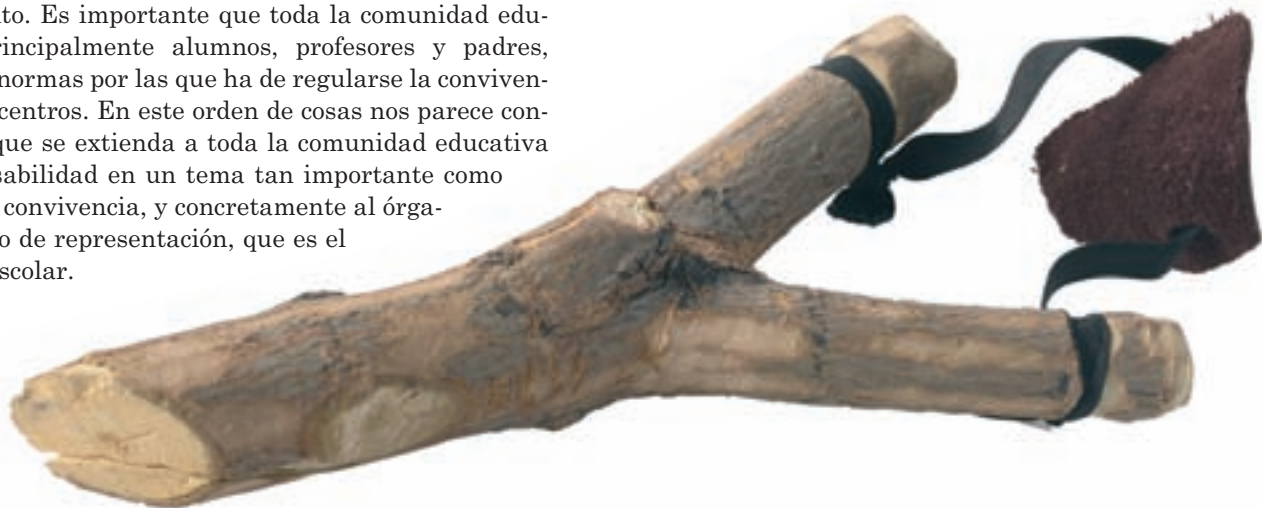 ito. Es importante que toda la comunidad edu-
rincipalmente alumnos, profesores y padres,
normas por las que ha de regularse la conviven-
centros. En este orden de cosas nos parece con-
que se extienda a toda la comunidad educativa
sabilidad en un tema tan importante como
convivencia, y concretamente al órga-
o de representación, que es el
scolar.